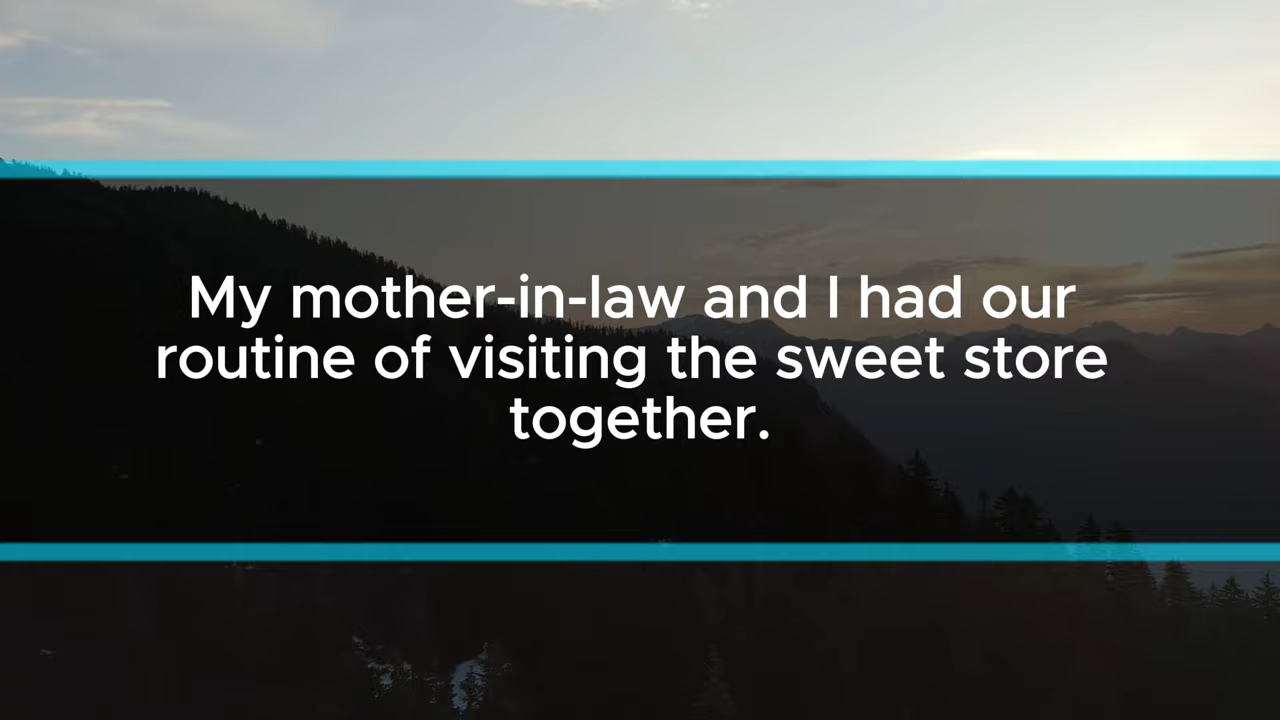 My mother-in-law and I had our
routine of visiting the sweet store
together.